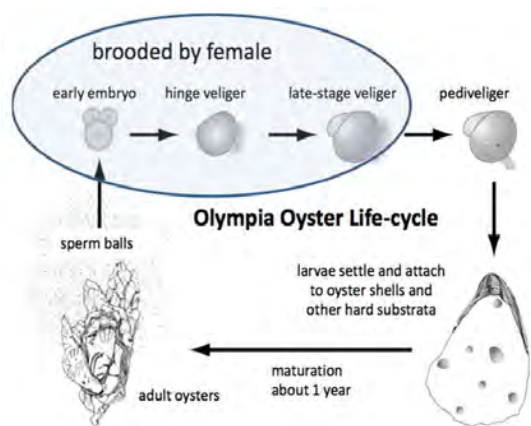 brooded by female
early embryo
hinge veliger
late-stage veliger
pediveliger
Olympia Oyster Life-cycle
sperm balls
larvae settle and attach
to oyster shells and
other hard substrata
adult oysters
maturation
about 1 year